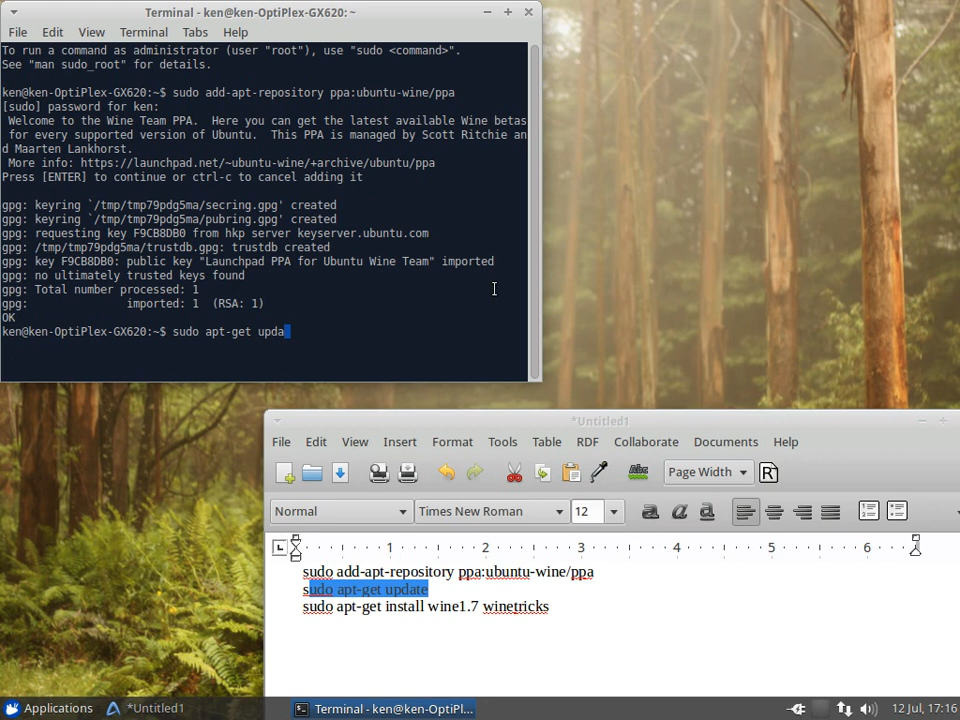 Terminal - ken@ken-OptiPlex-GX620: ~
File Edit View Terminal Tabs Help
To run a command as administrator (user "root"), use "sudo <command>".
See "man sudo_root" for details.
ken@ken-OptiPlex-GX620:~$ sudo add-apt-repository ppa:ubuntu-wine/ppa
[sudo] password for ken:
Welcome to the Wine Team PPA.  Here you can get the latest available Wine betas
for every supported version of Ubuntu.  This PPA is managed by Scott Ritchie an
d Maarten Lankhorst.
More info: https://launchpad.net/~ubuntu-wine/+archive/ubuntu/ppa
Press [ENTER] to continue or ctrl-c to cancel adding it
gpg: keyring `/tmp/tmp79pdg5ma/secring.gpg' created
gpg: keyring `/tmp/tmp79pdg5ma/pubring.gpg' created
gpg: requesting key F9CB8DB0 from hkp server keyserver.ubuntu.com
gpg: /tmp/tmp79pdg5ma/trustdb.gpg: trustdb created
gpg: key F9CB8DB0: public key "Launchpad PPA for Ubuntu Wine Team" imported
gpg: no ultimately trusted keys found
gpg: Total number processed: 1
gpg:               imported: 1  (RSA: 1)
OK
ken@ken-OptiPlex-GX620:~$ sudo apt-get upda
*Untitled1
File Edit View Insert Format Tools Table RDF Collaborate Documents Help
Abc Page Width R
Normal Times New Roman 12 a a a
1 2 3 4 5 6
sudo add-apt-repository ppa:ubuntu-wine/ppa
sudo apt-get update
sudo apt-get install wine1.7 winetricks
Applications *Untitled1 Terminal - ken@ken-OptiPl... 12 Jul, 17:16